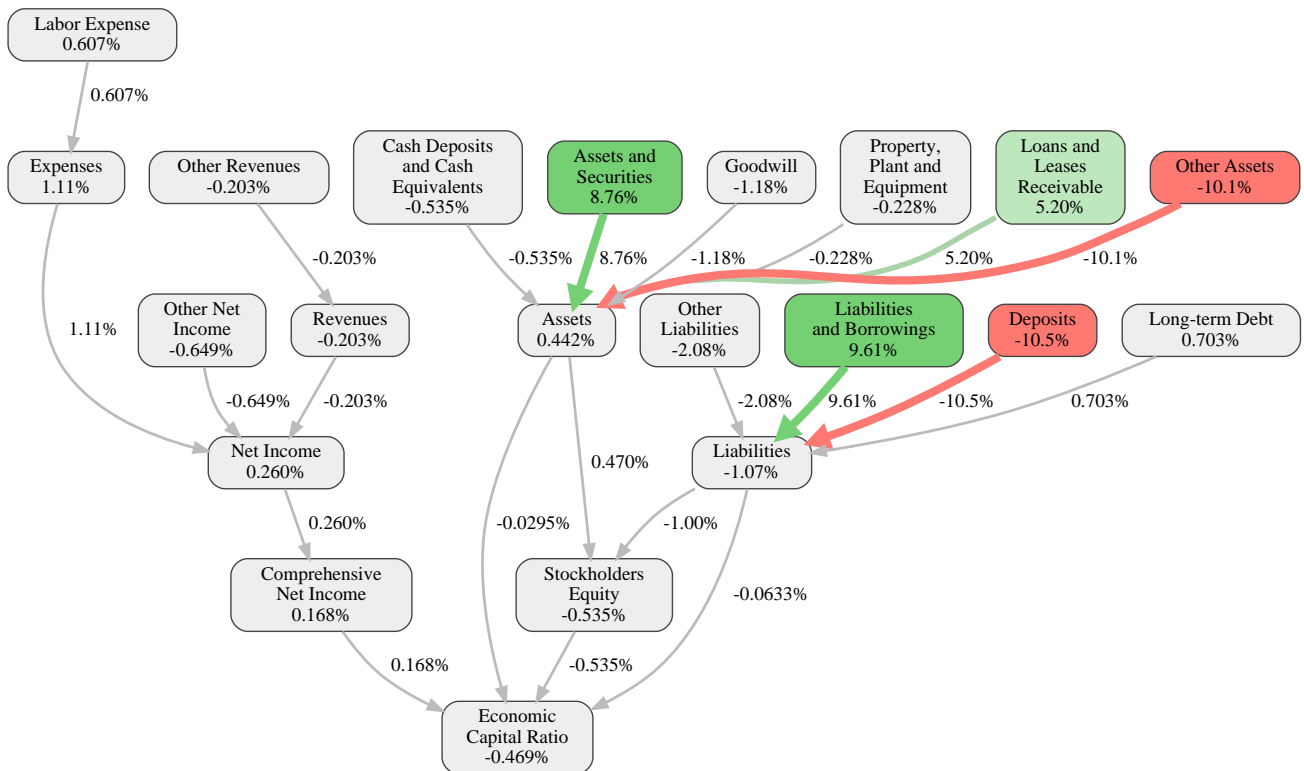 Labor Expense
0.607%
0.607%
Expenses
1.11%
Other Revenues
-0.203%
Cash Deposits
and Cash
Equivalents
-0.535%
Assets and
Securities
8.76%
Goodwill
-1.18%
Property,
Plant and
Equipment
-0.228%
Loans and
Leases
Receivable
5.20%
Other Assets
-10.1%
-0.203%
-0.535%
8.76%
-1.18%
-0.228%
5.20%
-10.1%
1.11%
Other Net
Income
-0.649%
Revenues
-0.203%
Assets
0.442%
Other
Liabilities
-2.08%
Liabilities
and Borrowings
9.61%
Deposits
-10.5%
Long-term Debt
0.703%
-0.649%
-0.203%
-2.08%
9.61%
-10.5%
0.703%
Net Income
0.260%
0.470%
Liabilities
-1.07%
0.260%
-0.0295%
-1.00%
Comprehensive
Net Income
0.168%
Stockholders
Equity
-0.535%
-0.0633%
0.168%
-0.535%
Economic
Capital Ratio
-0.469%